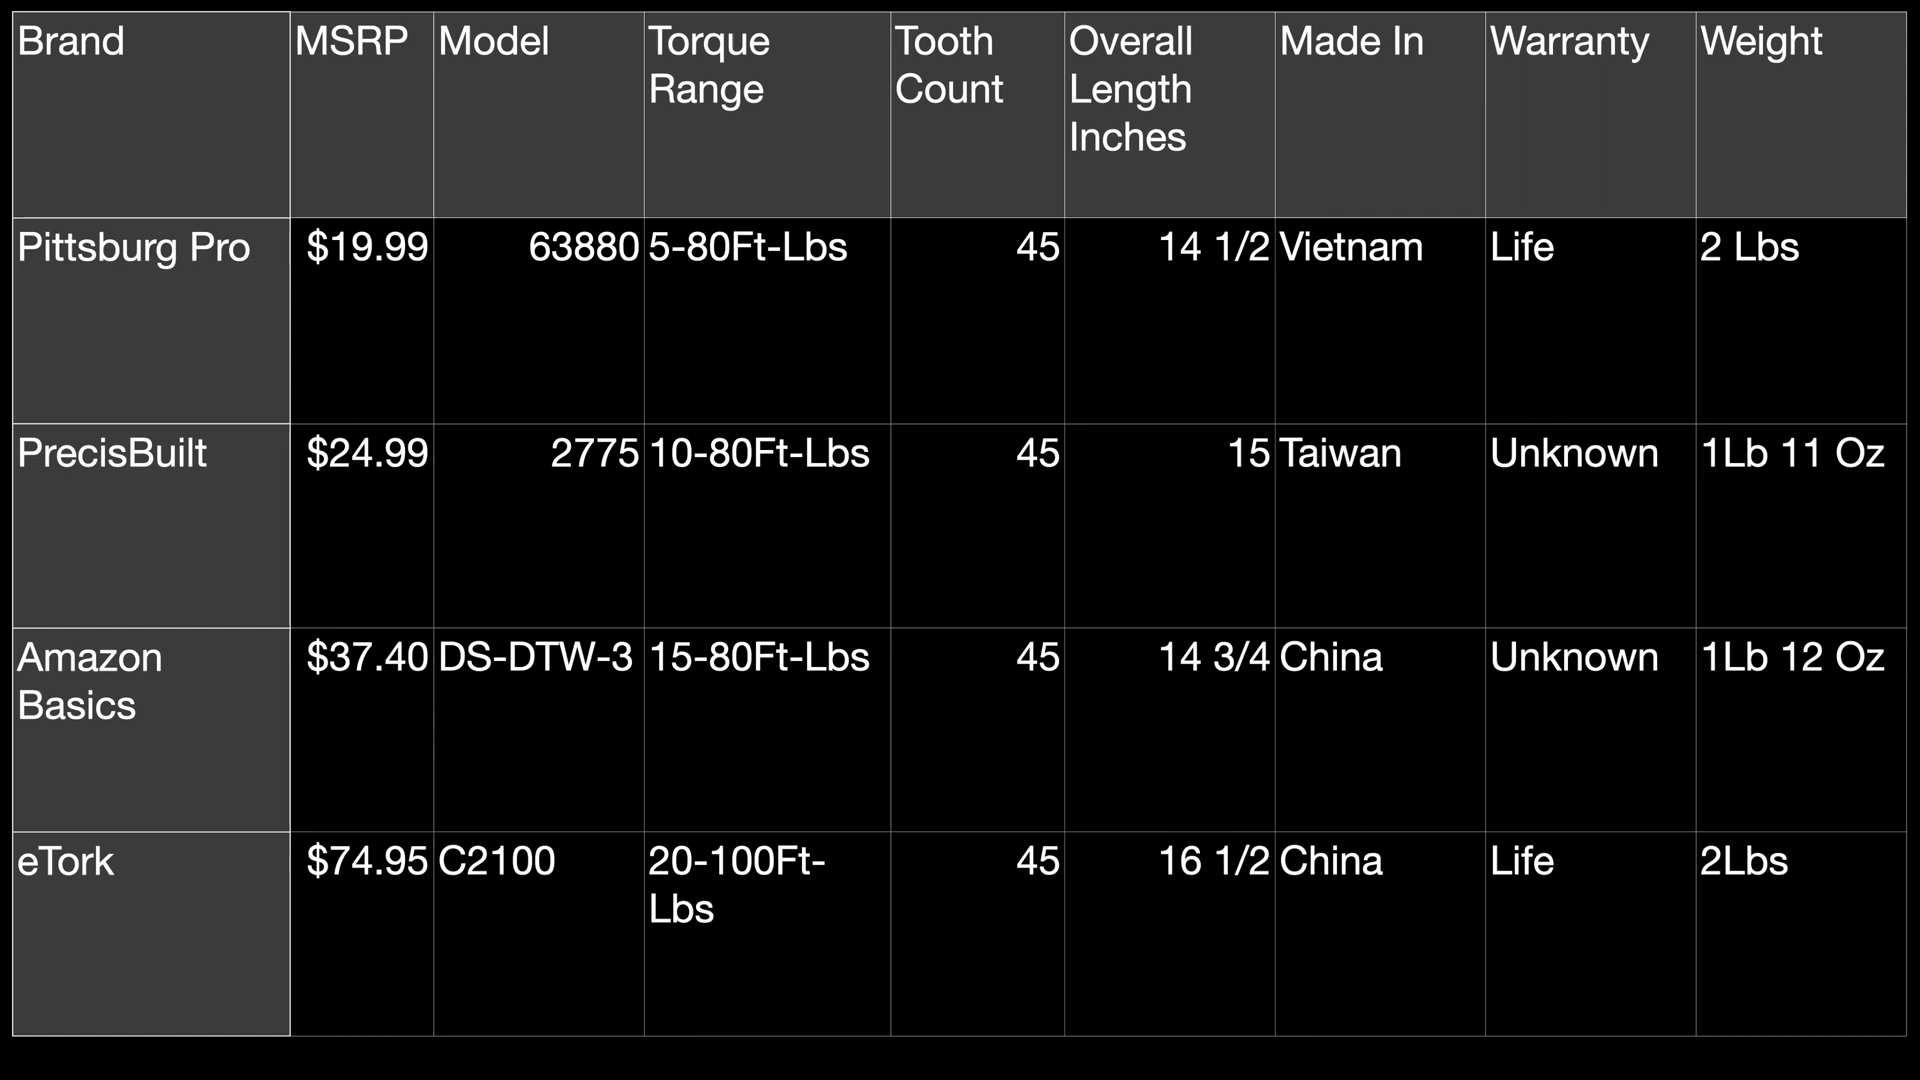 Brand MSRP Model Torque Range Tooth Count Overall Length Inches Made In Warranty Weight
Pittsburg Pro $19.99 63880 5-80Ft-Lbs 45 14 1/2 Vietnam Life 2 Lbs
PrecisBuilt $24.99 2775 10-80Ft-Lbs 45 15 Taiwan Unknown 1Lb 11 Oz
Amazon Basics $37.40 DS-DTW-3 15-80Ft-Lbs 45 14 3/4 China Unknown 1Lb 12 Oz
eTork $74.95 C2100 20-100Ft-Lbs 45 16 1/2 China Life 2Lbs